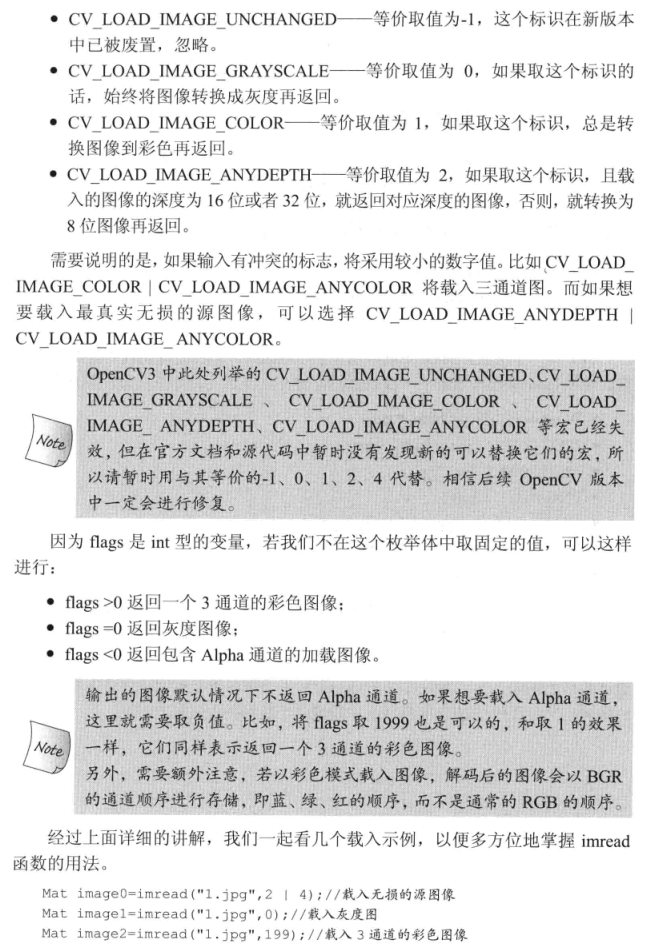 • CV_LOAD_IMAGE_UNCHANGED——等价取值为-1，这个标识在新版本
中已被废置，忽略。
• CV_LOAD_IMAGE_GRAYSCALE——等价取值为 0，如果取这个标识的
话，始终将图像转换成灰度再返回。
• CV_LOAD_IMAGE_COLOR——等价取值为 1，如果取这个标识，总是转
换图像到彩色再返回。
• CV_LOAD_IMAGE_ANYDEPTH——等价取值为 2，如果取这个标识，且载
入的图像的深度为 16 位或者 32 位，就返回对应深度的图像，否则，就转换为
8 位图像再返回。
需要说明的是，如果输入有冲突的标志，将采用较小的数字值。比如 CV_LOAD_
IMAGE_COLOR | CV_LOAD_IMAGE_ANYCOLOR 将载入三通道图。而如果想
要载入最真实无损的源图像，可以选择 CV_LOAD_IMAGE_ANYDEPTH |
CV_LOAD_IMAGE_ ANYCOLOR。
OpenCV3 中此处列举的 CV_LOAD_IMAGE_UNCHANGED、CV_LOAD_
IMAGE_GRAYSCALE 、 CV_LOAD_IMAGE_COLOR 、 CV_LOAD_
IMAGE_ ANYDEPTH、CV_LOAD_IMAGE_ANYCOLOR 等宏已经失
Note
效，但在官方文档和源代码中暂时没有发现新的可以替换它们的宏，所
以请暂时用与其等价的-1、0、1、2、4 代替。相信后续 OpenCV 版本
中一定会进行修复。
因为 flags 是 int 型的变量，若我们不在这个枚举体中取固定的值，可以这样
进行：
• flags >0 返回一个 3 通道的彩色图像；
• flags =0 返回灰度图像；
• flags <0 返回包含 Alpha 通道的加载图像。
输出的图像默认情况下不返回 Alpha 通道。如果想要载入 Alpha 通道，
这里就需要取负值。比如，将 flags 取 1999 也是可以的，和取 1 的效果
Note
一样，它们同样表示返回一个 3 通道的彩色图像。
另外，需要额外注意，若以彩色模式载入图像，解码后的图像会以 BGR
的通道顺序进行存储，即蓝、绿、红的顺序，而不是通常的 RGB 的顺序。
经过上面详细的讲解，我们一起看几个载入示例，以便多方位地掌握 imread
函数的用法。
Mat image0=imread("1.jpg",2 | 4);//载入无损的源图像
Mat image1=imread("1.jpg",0);//载入灰度图
Mat image2=imread("1.jpg",199);//载入 3 通道的彩色图像